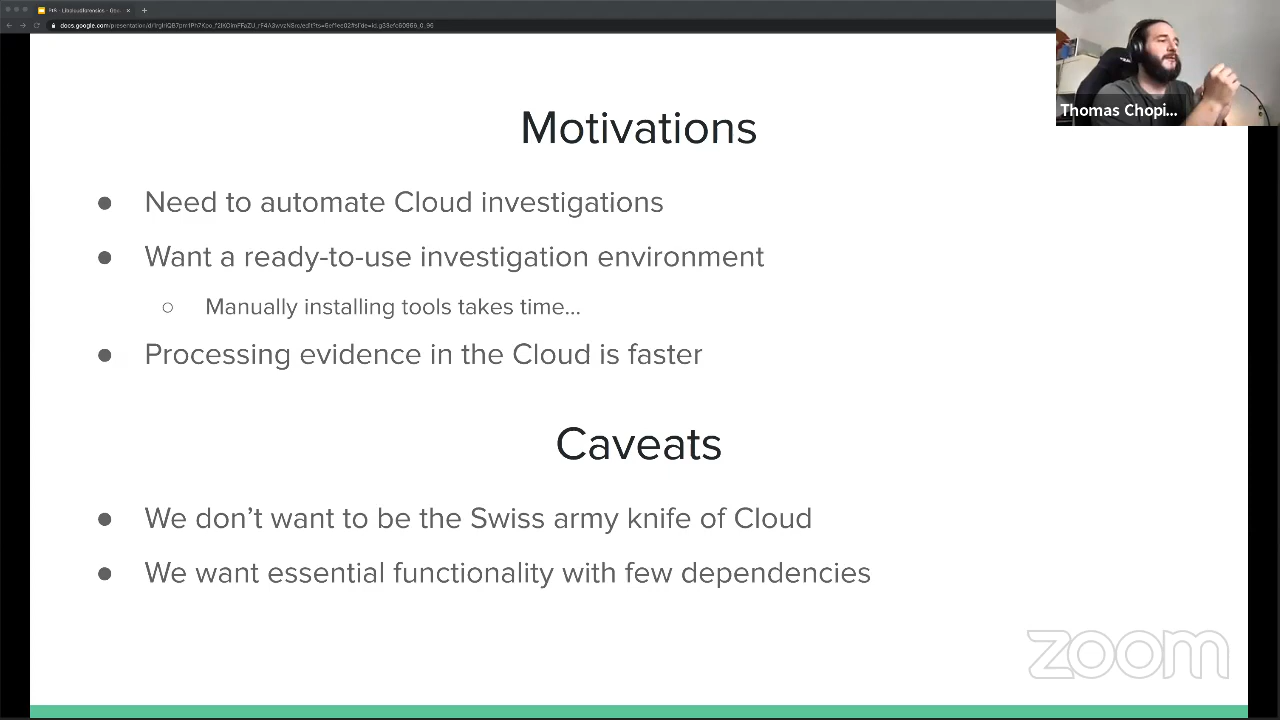 docs.google.com/presentation/d/
Thomas Chopi...
Motivations
● Need to automate Cloud investigations
● Want a ready-to-use investigation environment
○ Manually installing tools takes time...
● Processing evidence in the Cloud is faster
Caveats
● We don’t want to be the Swiss army knife of Cloud
● We want essential functionality with few dependencies
zoom